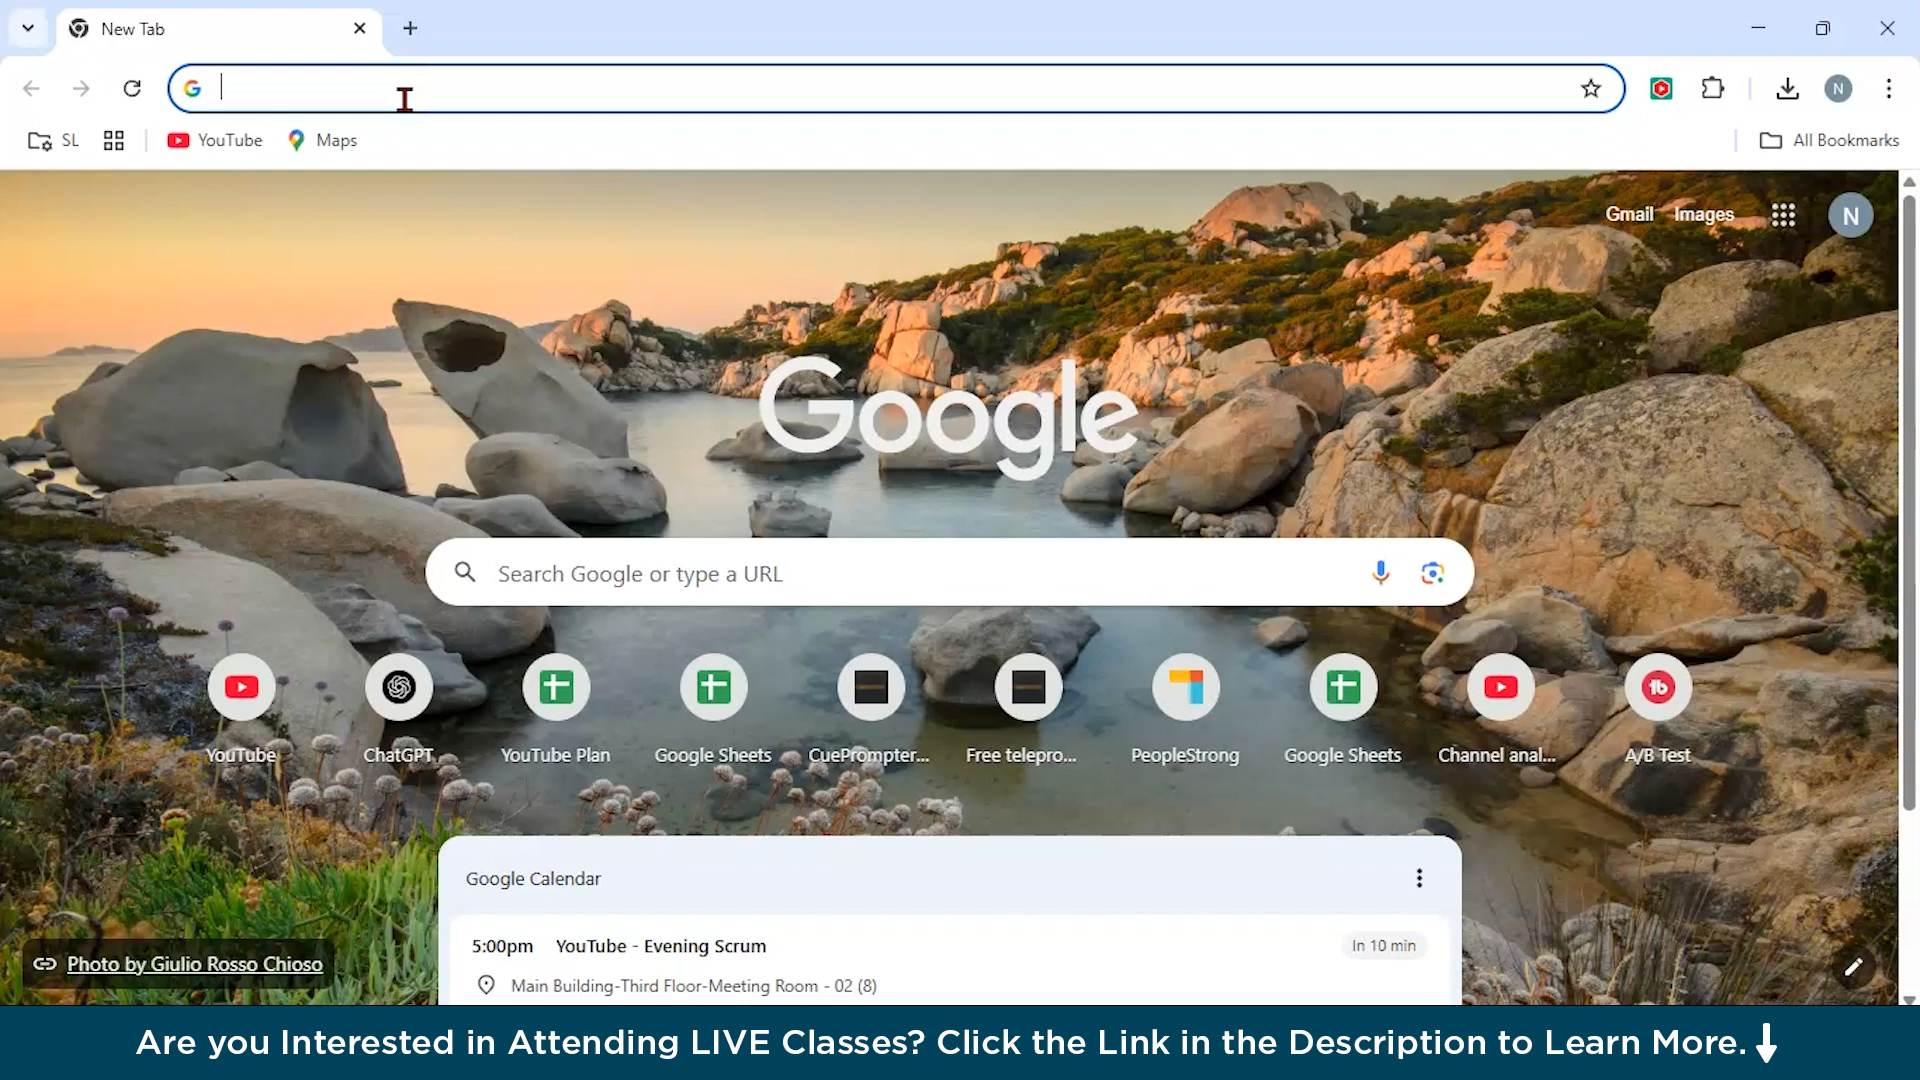 New Tab
SL
YouTube
Maps
All Bookmarks
Gmail
Images
N
N
Google
Search Google or type a URL
YouTube
ChatGPT
YouTube Plan
Google Sheets
CuePrompter...
Free telepro...
PeopleStrong
Google Sheets
Channel anal...
A/B Test
Google Calendar
5:00pm YouTube - Evening Scrum In 10 min
Main Building-Third Floor-Meeting Room - 02 (8)
Photo by Giulio Rosso Chioso
Are you Interested in Attending LIVE Classes? Click the Link in the Description to Learn More.